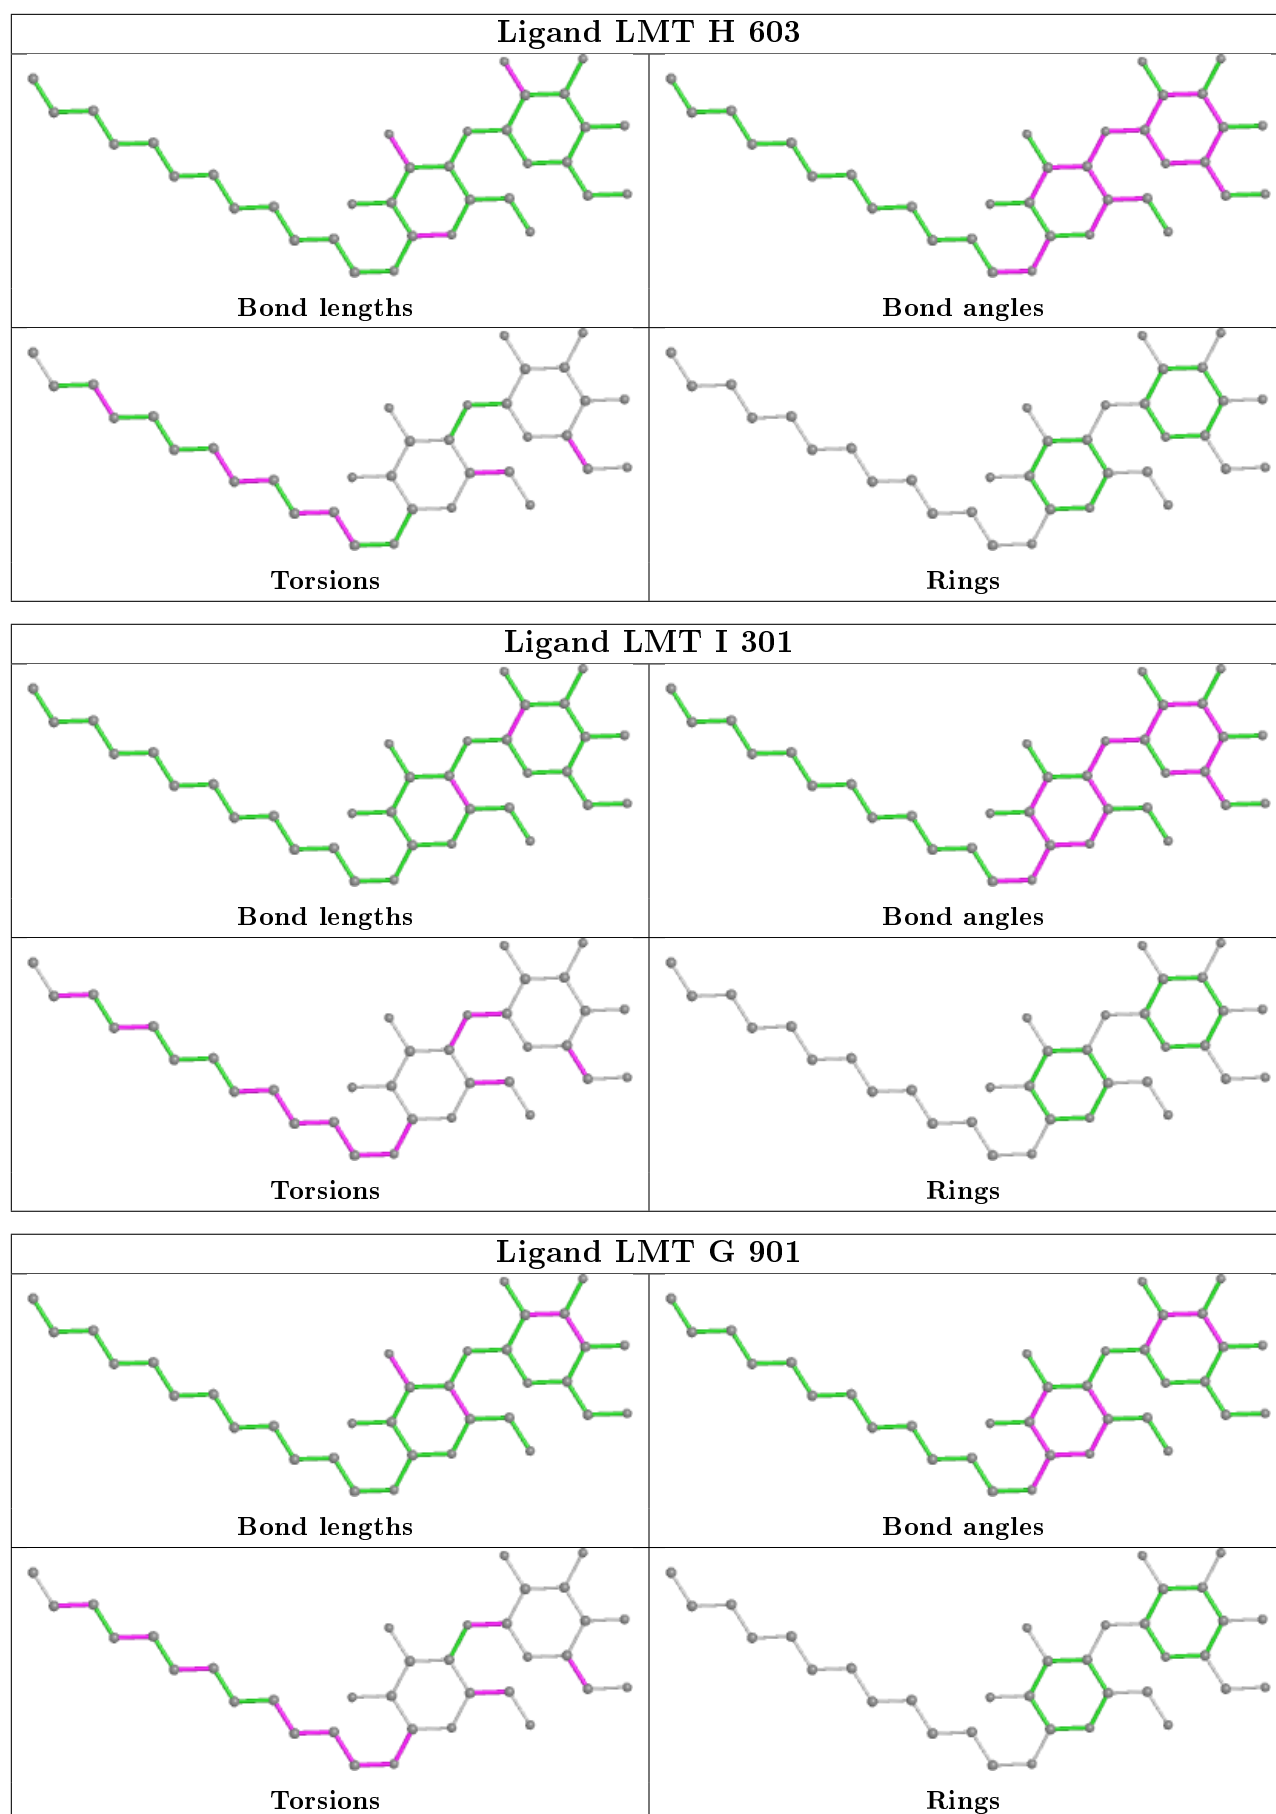 Ligand LMT H 603
Bond lengths
Bond angles
Torsions
Rings
Ligand LMT I 301
Bond lengths
Bond angles
Torsions
Rings
Ligand LMT G 901
Bond lengths
Bond angles
Torsions
Rings